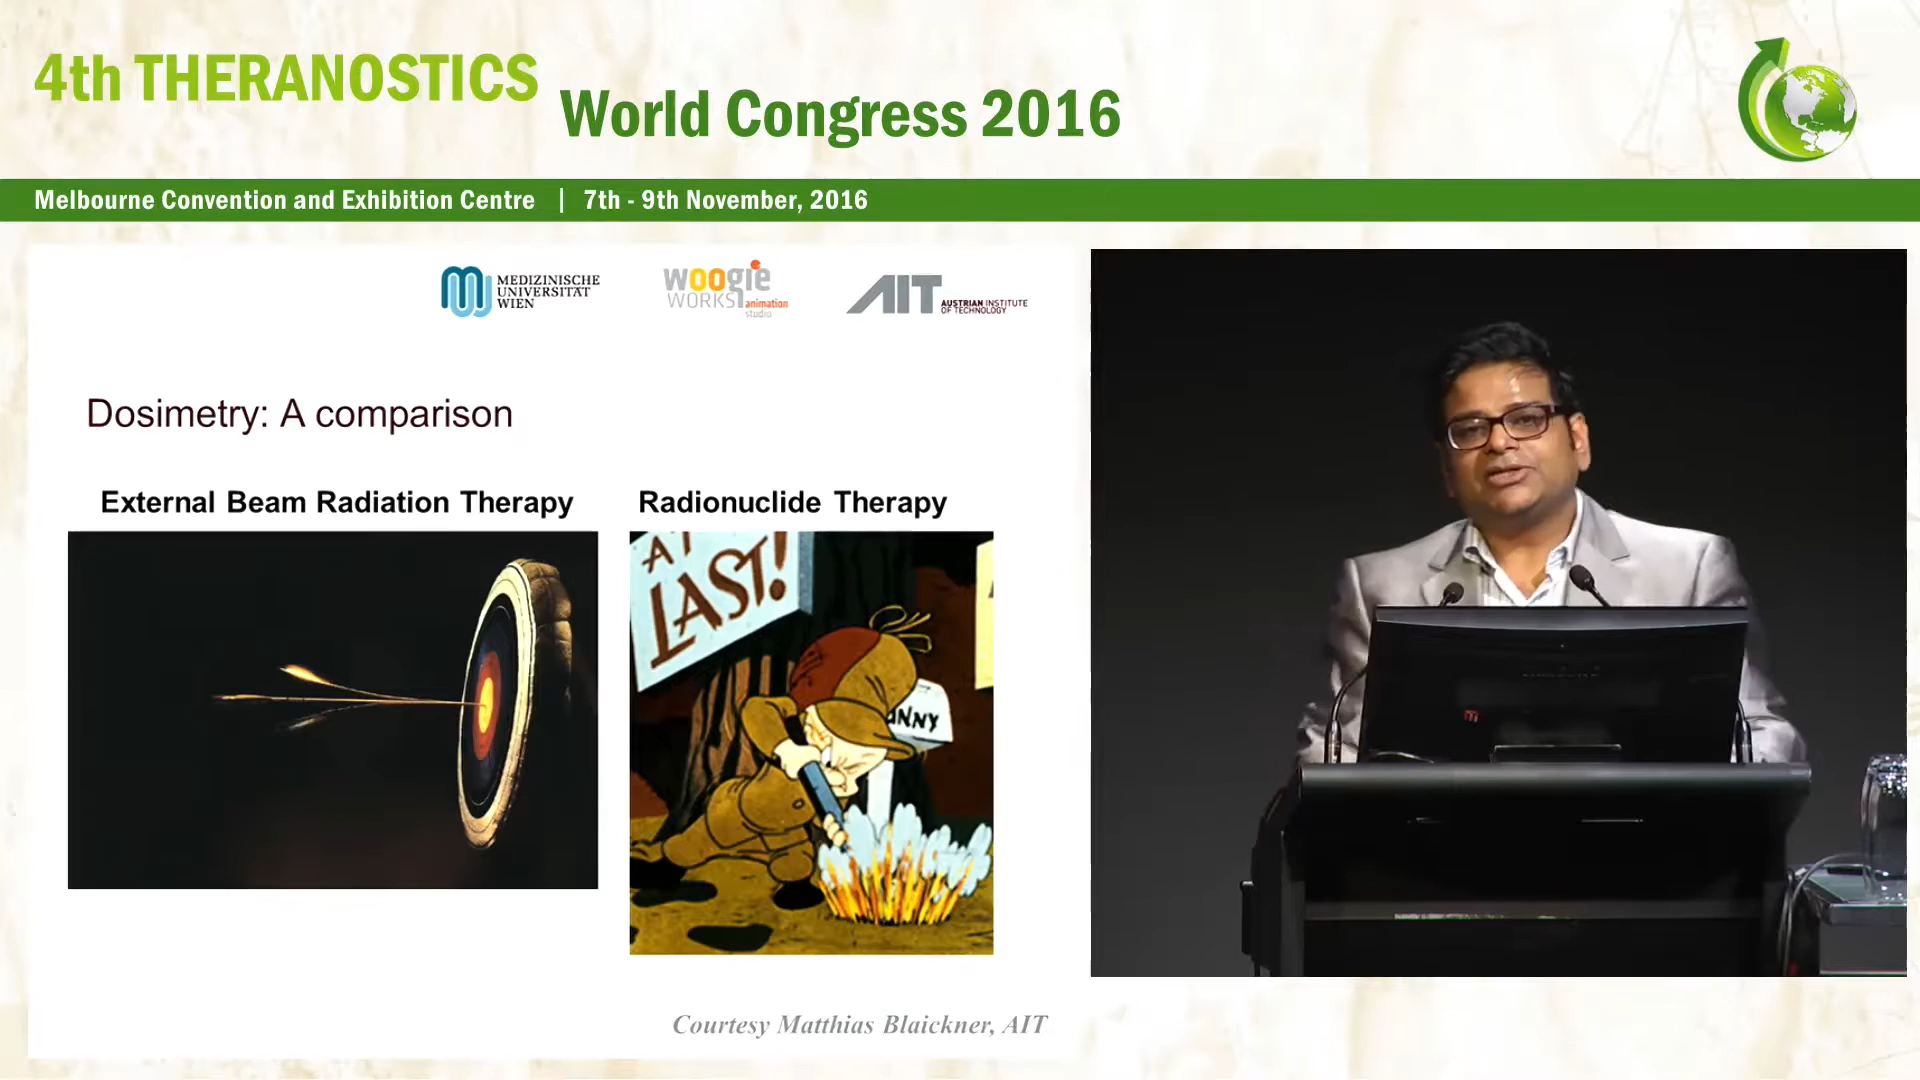 4th THERANOSTICS
World Congress 2016
Melbourne Convention and Exhibition Centre | 7th - 9th November, 2016
MEDIZINISCHE
UNIVERSITÄT
WIEN
woogie
WORKS animation
studio
AIT AUSTRIAN INSTITUTE
OF TECHNOLOGY
Dosimetry: A comparison
External Beam Radiation Therapy
Radionuclide Therapy
AT
LAST!
Courtesy Matthias Blaickner, AIT